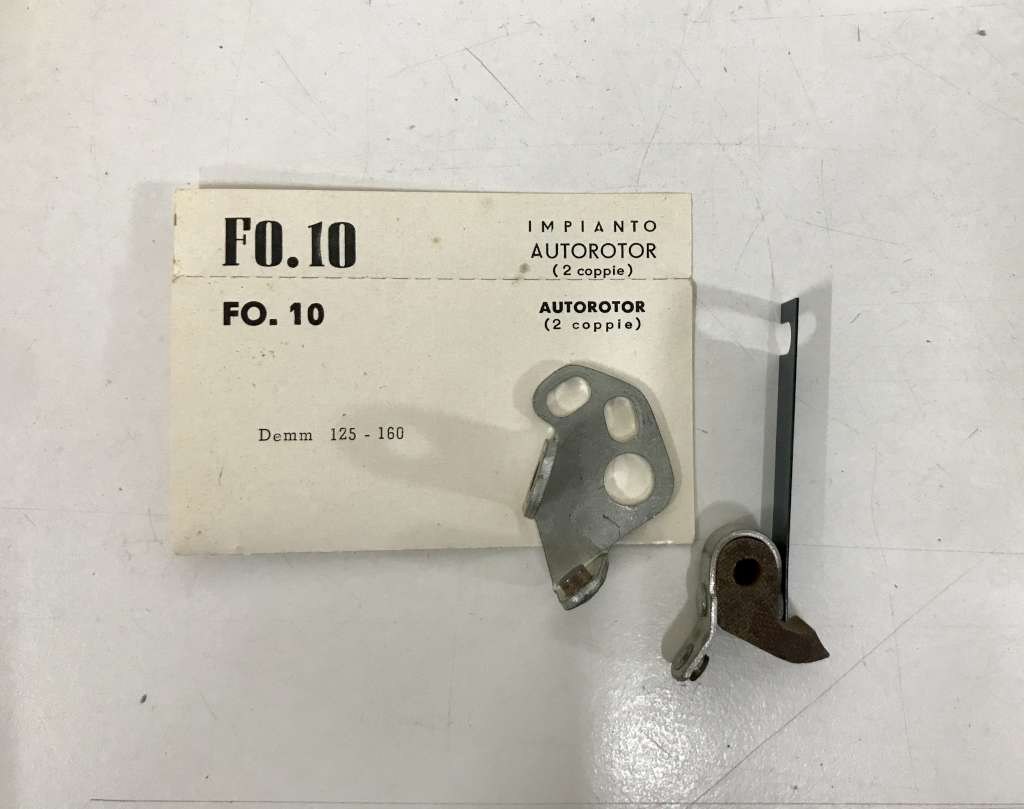 FO.10
IMPIANTO
AUTOROTOR
(2 coppie)
FO. 10
AUTOROTOR
(2 coppie)
Demm 125 - 160